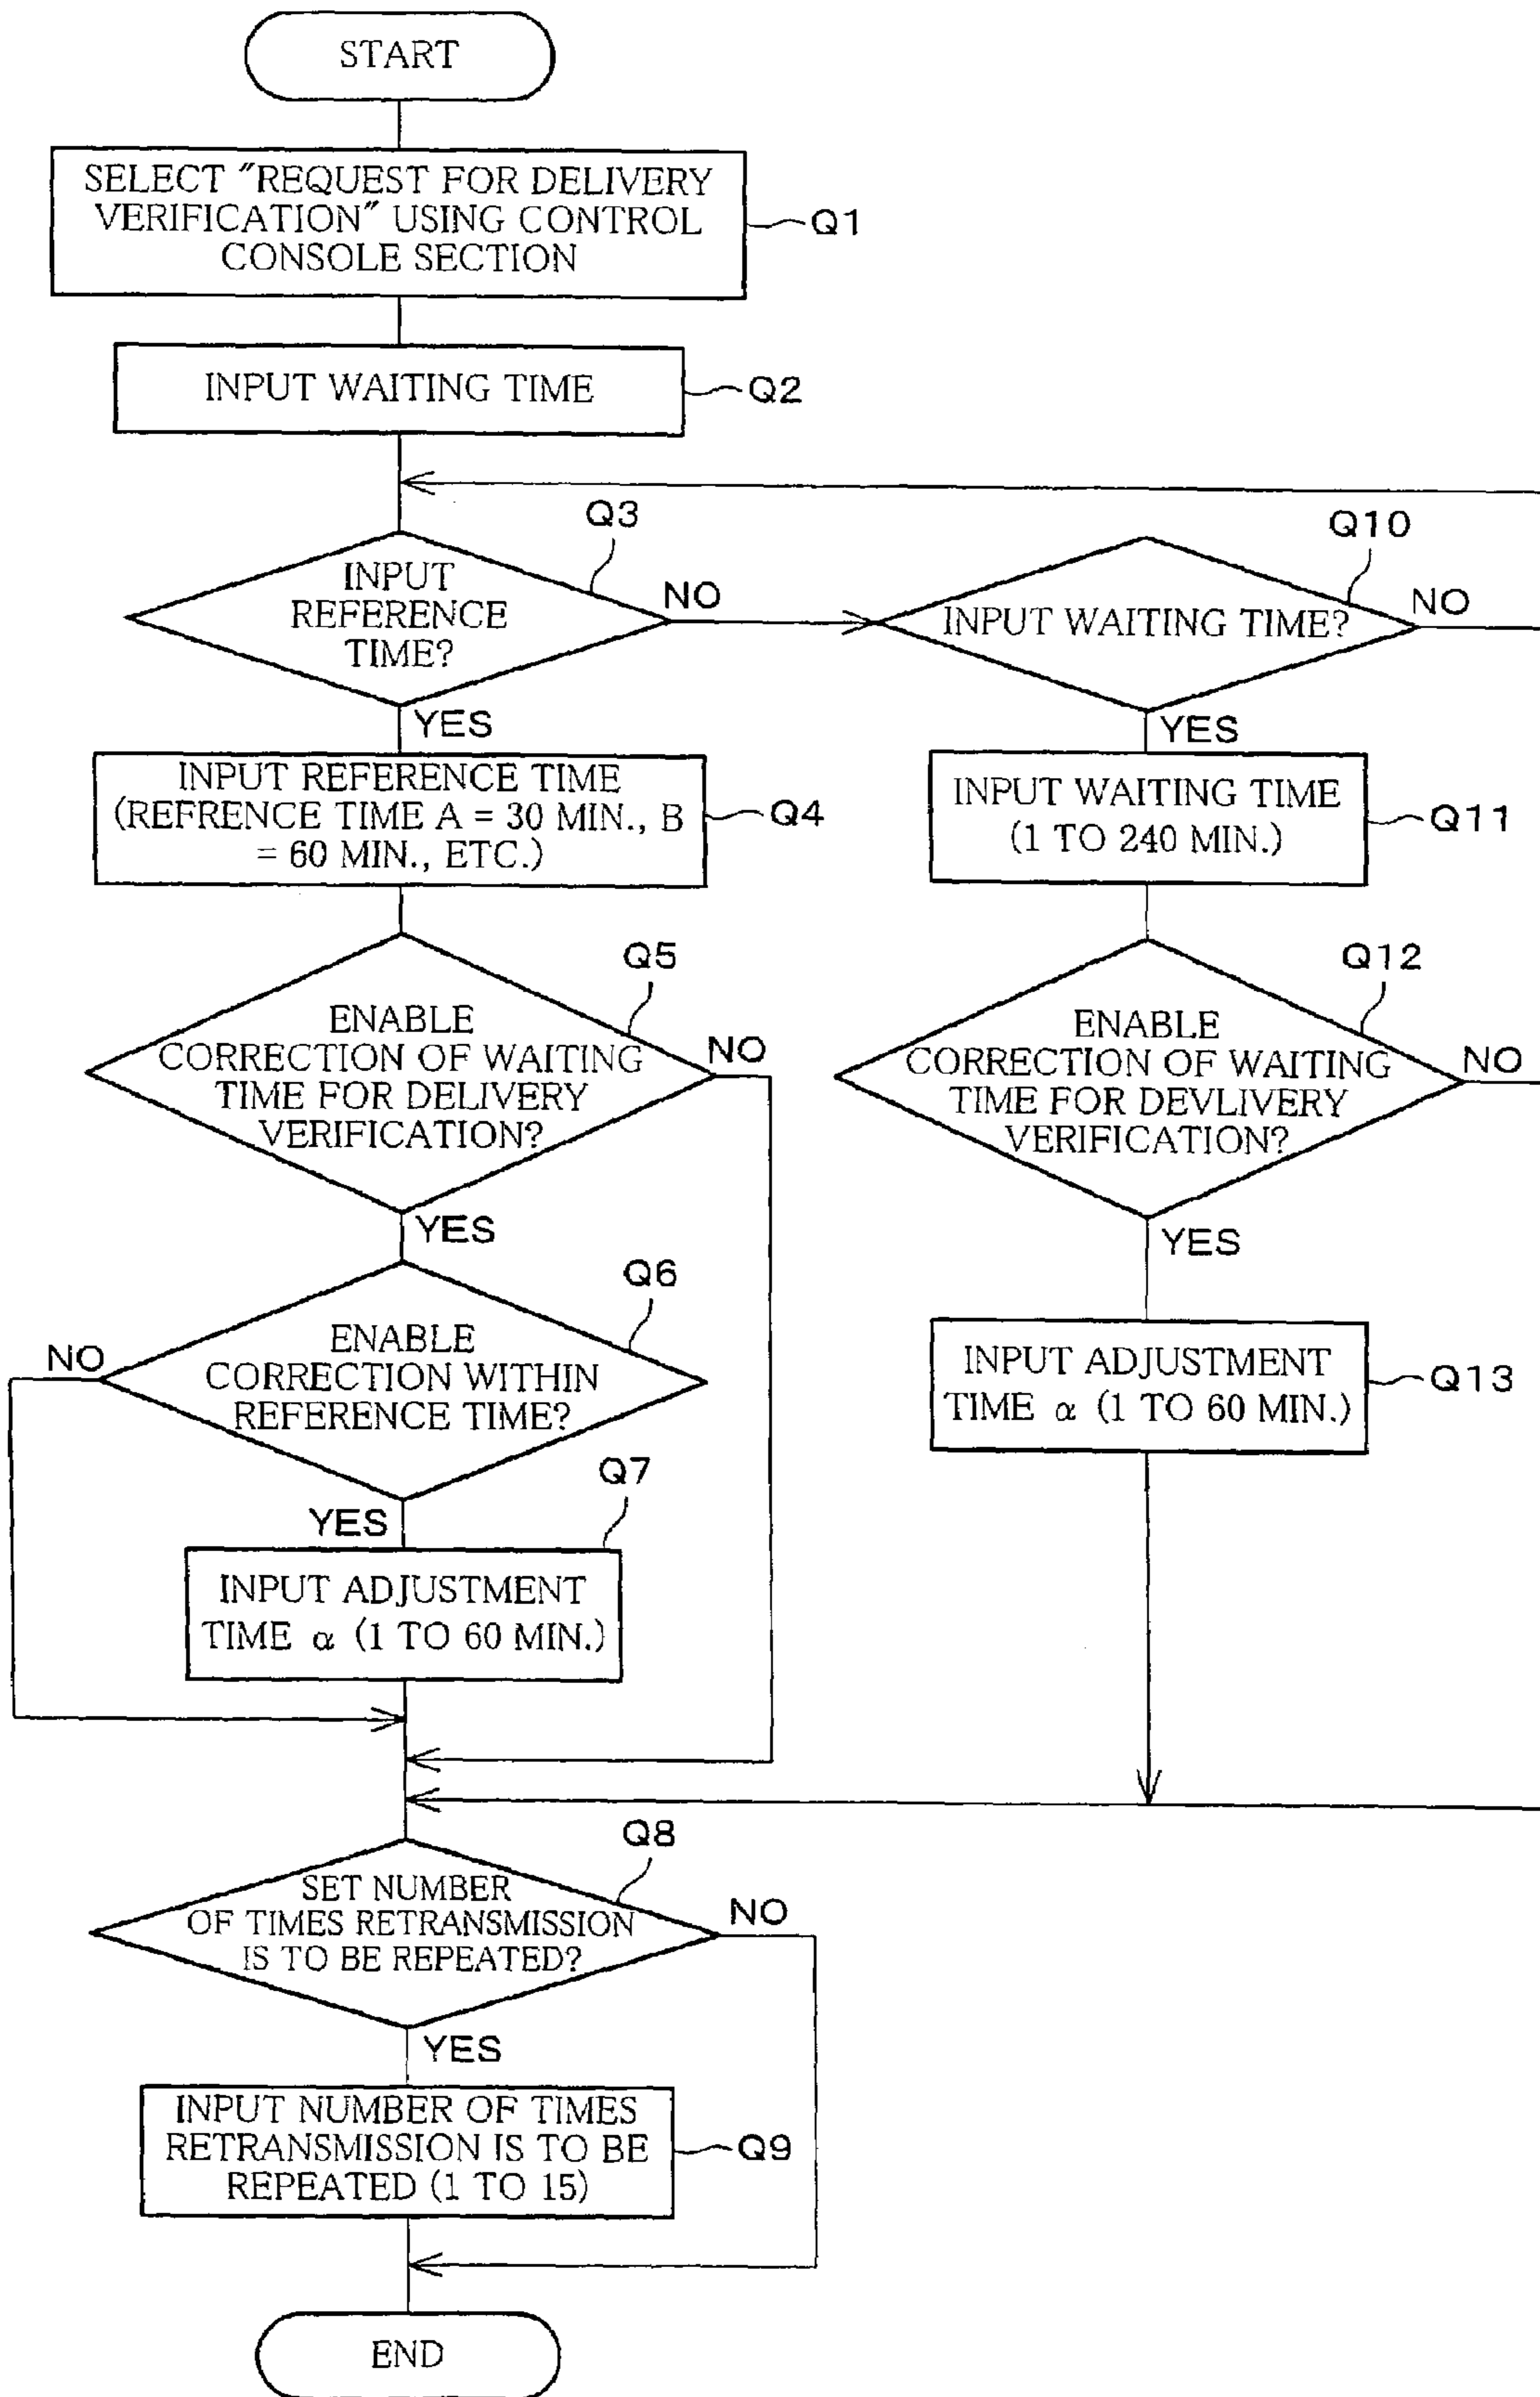 START
SELECT "REQUEST FOR DELIVERY
VERIFICATION" USING CONTROL
CONSOLE SECTION
Q1
INPUT WAITING TIME
Q2
Q3
INPUT
REFERENCE
TIME?
NO
YES
Q10
INPUT WAITING TIME?
NO
YES
INPUT REFERENCE TIME
(REFRENCE TIME A = 30 MIN., B
= 60 MIN., ETC.)
Q4
INPUT WAITING TIME
(1 TO 240 MIN.)
Q11
Q5
ENABLE
CORRECTION OF WAITING
TIME FOR DELIVERY
VERIFICATION?
NO
YES
Q12
ENABLE
CORRECTION OF WAITING
TIME FOR DEVLIVERY
VERIFICATION?
NO
YES
Q6
ENABLE
CORRECTION WITHIN
REFERENCE TIME?
NO
YES
INPUT ADJUSTMENT
TIME α (1 TO 60 MIN.)
Q13
Q7
INPUT ADJUSTMENT
TIME α (1 TO 60 MIN.)
Q8
SET NUMBER
OF TIMES RETRANSMISSION
IS TO BE REPEATED?
NO
YES
INPUT NUMBER OF TIMES
RETRANSMISSION IS TO BE
REPEATED (1 TO 15)
Q9
END